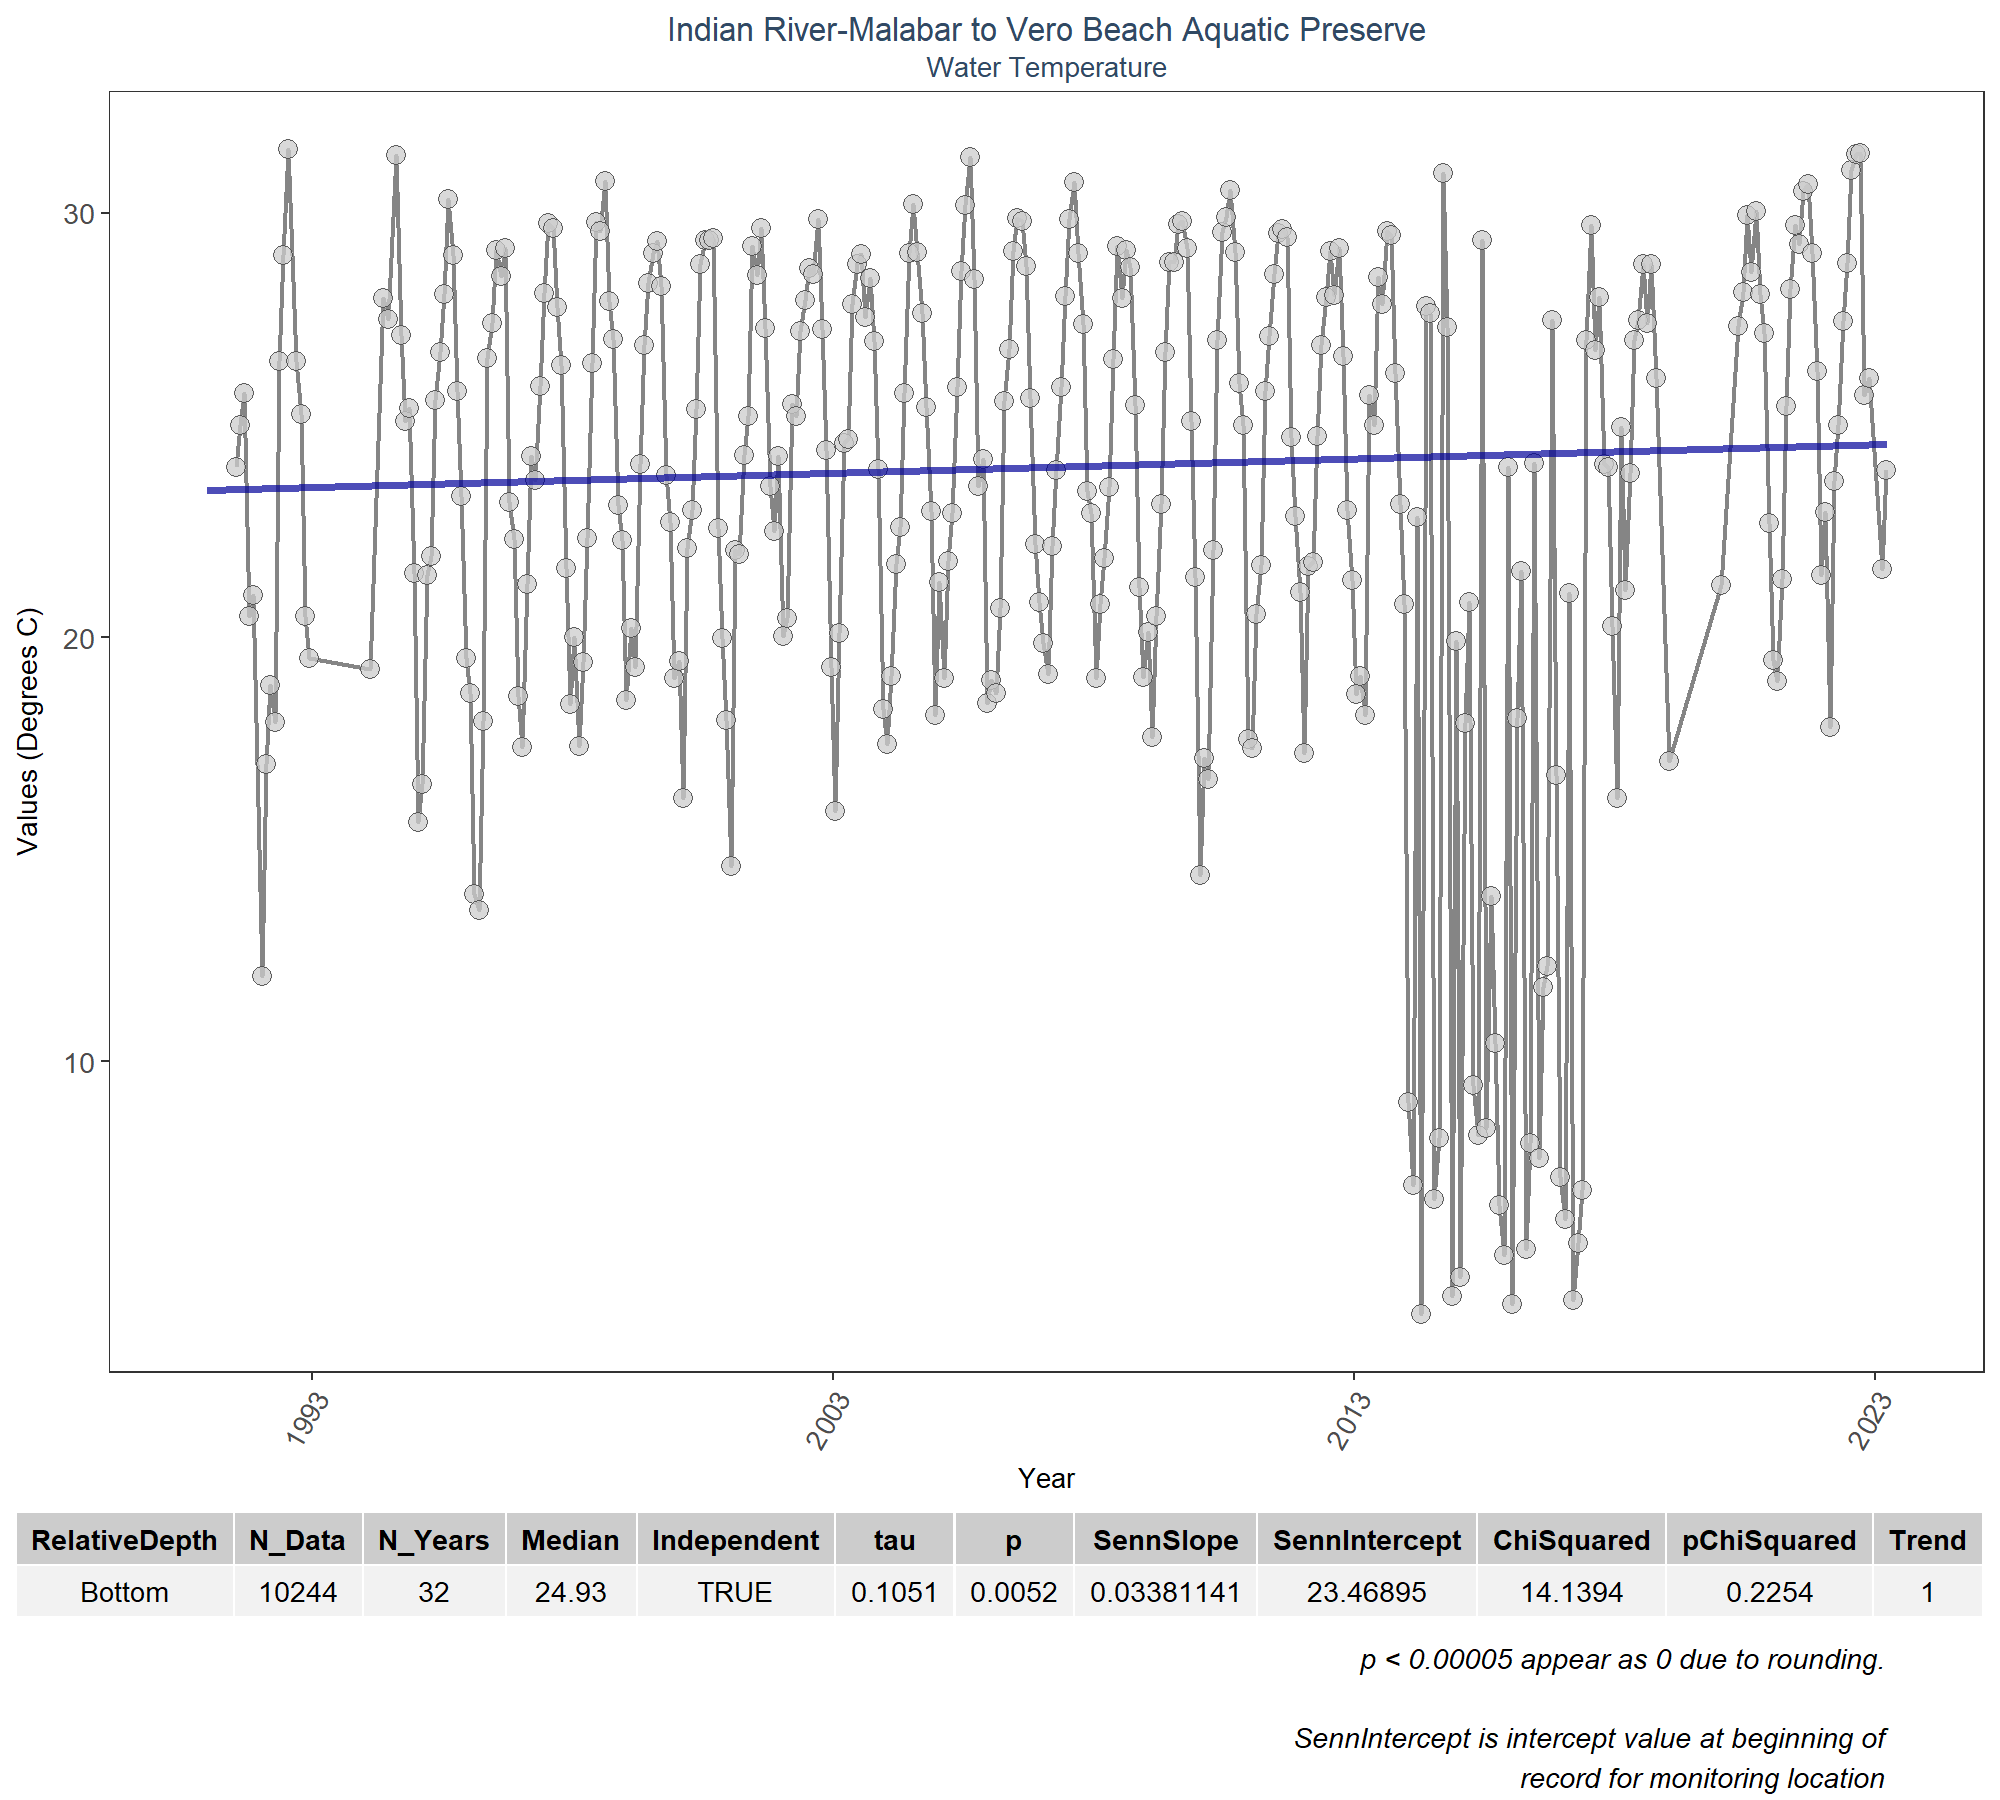 Indian River-Malabar to Vero Beach Aquatic Preserve
Water Temperature
Values (Degrees C)
30
20
10
1993
2003
2013
2023
Year
RelativeDepth N_Data N_Years Median Independent tau p SennSlope SennIntercept ChiSquared pChiSquared Trend
Bottom 10244 32 24.93 TRUE 0.1051 0.0052 0.03381141 23.46895 14.1394 0.2254 1
p < 0.00005 appear as 0 due to rounding.
SennIntercept is intercept value at beginning of
record for monitoring location